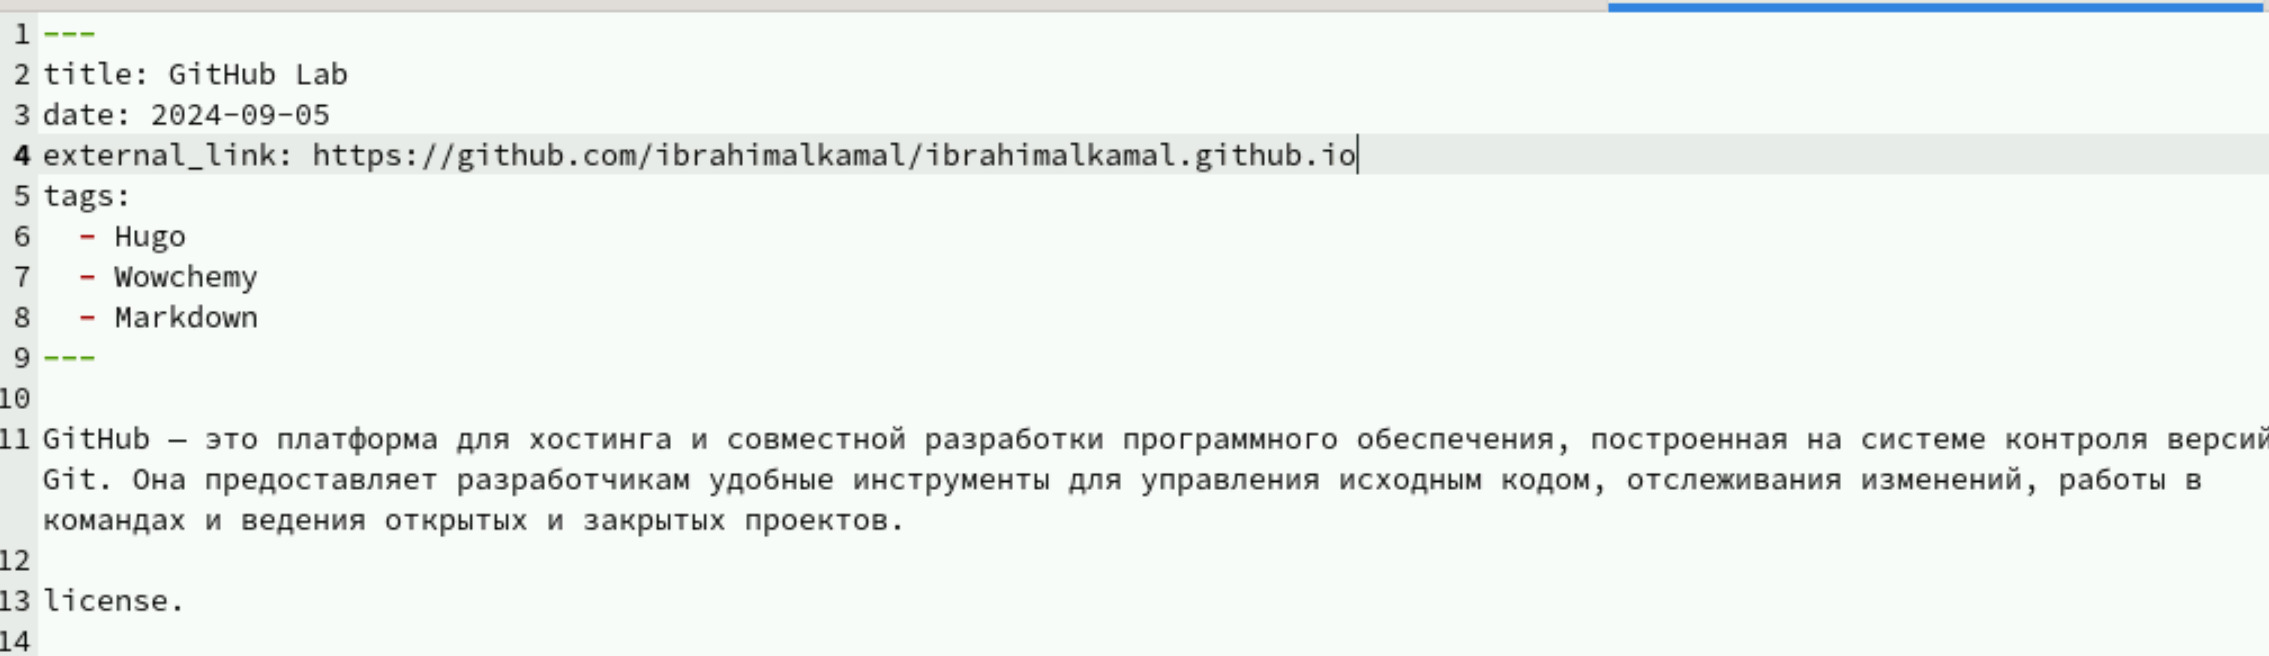 1 ---
2 title: GitHub Lab
3 date: 2024-09-05
4 external_link: https://github.com/ibrahimalkamal/ibrahimalkamal.github.io
5 tags:
6   - Hugo
7   - Wowchemy
8   - Markdown
9 ---
10
11 GitHub — это платформа для хостинга и совместной разработки программного обеспечения, построенная на системе контроля версий
Git. Она предоставляет разработчикам удобные инструменты для управления исходным кодом, отслеживания изменений, работы в
командах и ведения открытых и закрытых проектов.
12
13 license.
14